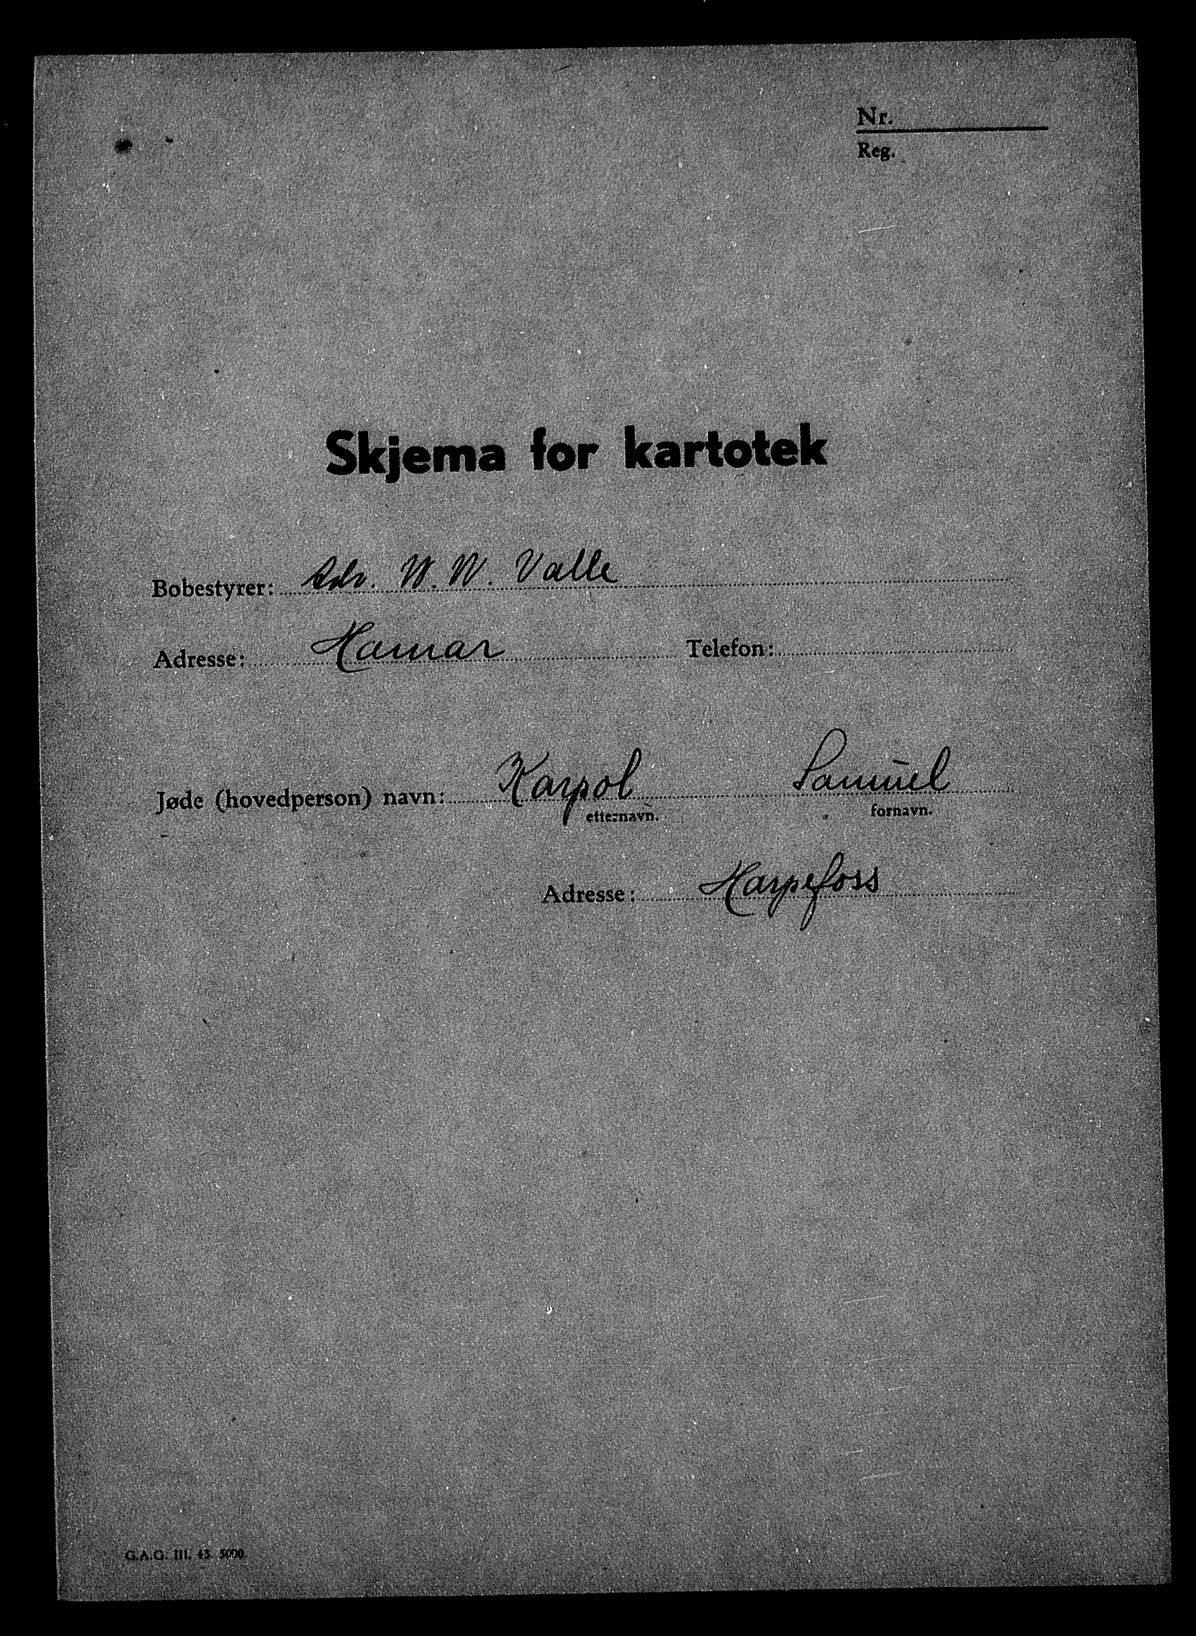 Nr.
Reg.
Skjema for kartotek
Bobestyrer: Adv. W. W. Valle
Adresse: Hamar Telefon:
Jøde (hovedperson) navn: Karpol Samuel
etternavn. fornavn.
Adresse: Harpefoss
G.A.G. III. 43. 5000.